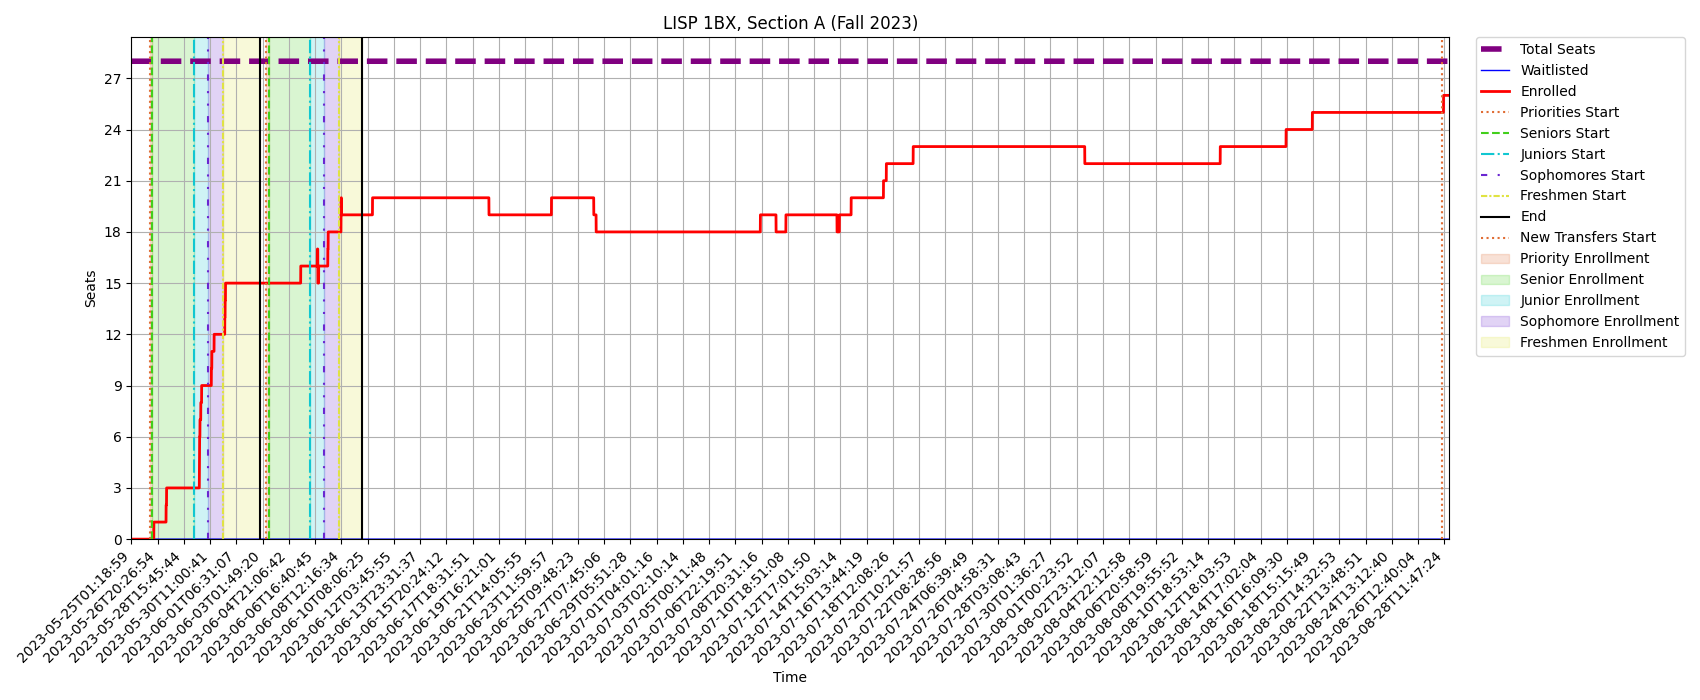 LISP 1BX, Section A (Fall 2023)
Total Seats
Waitlisted
Enrolled
Priorities Start
Seniors Start
Juniors Start
Sophomores Start
Freshmen Start
End
New Transfers Start
Priority Enrollment
Senior Enrollment
Junior Enrollment
Sophomore Enrollment
Freshmen Enrollment
Seats
27
24
21
18
15
12
9
6
3
0
2023-05-25T01:18:59
2023-05-26T20:26:54
2023-05-28T15:45:44
2023-05-30T11:00:41
2023-06-01T06:31:07
2023-06-03T01:49:20
2023-06-04T21:06:42
2023-06-06T16:40:45
2023-06-08T12:16:34
2023-06-10T08:06:25
2023-06-12T03:45:55
2023-06-13T23:31:37
2023-06-15T20:24:12
2023-06-17T18:31:51
2023-06-19T16:21:01
2023-06-21T14:05:55
2023-06-23T11:59:57
2023-06-25T09:48:23
2023-06-27T07:45:06
2023-06-29T05:51:28
2023-07-01T04:01:16
2023-07-03T02:10:14
2023-07-05T00:11:48
2023-07-06T22:19:51
2023-07-08T20:31:16
2023-07-10T18:51:08
2023-07-12T17:01:50
2023-07-14T15:03:14
2023-07-16T13:44:19
2023-07-18T12:08:26
2023-07-20T10:21:57
2023-07-22T08:28:56
2023-07-24T06:39:49
2023-07-26T04:58:31
2023-07-28T03:08:43
2023-07-30T01:36:27
2023-08-01T00:23:52
2023-08-02T23:12:07
2023-08-04T22:12:58
2023-08-06T20:58:59
2023-08-08T19:55:52
2023-08-10T18:53:14
2023-08-12T18:03:53
2023-08-14T17:02:04
2023-08-16T16:09:30
2023-08-18T15:15:49
2023-08-20T14:32:53
2023-08-22T13:48:51
2023-08-24T13:12:40
2023-08-26T12:40:04
2023-08-28T11:47:24
Time